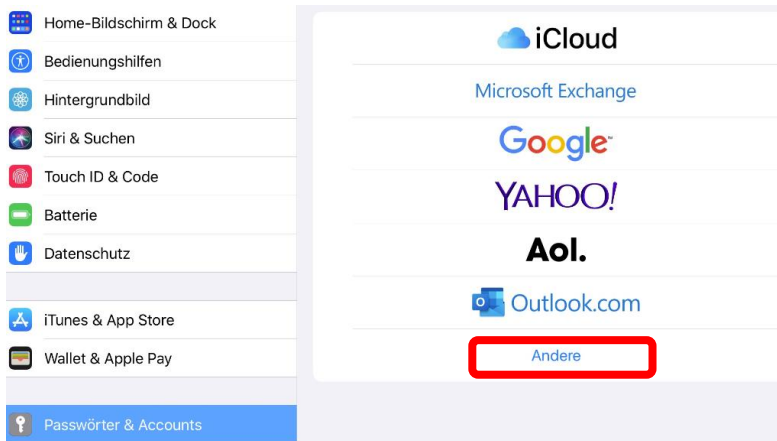 Home-Bildschirm & Dock
Bedienungshilfen
Hintergrundbild
Siri & Suchen
Touch ID & Code
Batterie
Datenschutz
iTunes & App Store
Wallet & Apple Pay
Passwörter & Accounts
iCloud
Microsoft Exchange
Google
YAHOO!
Aol.
Outlook.com
Andere